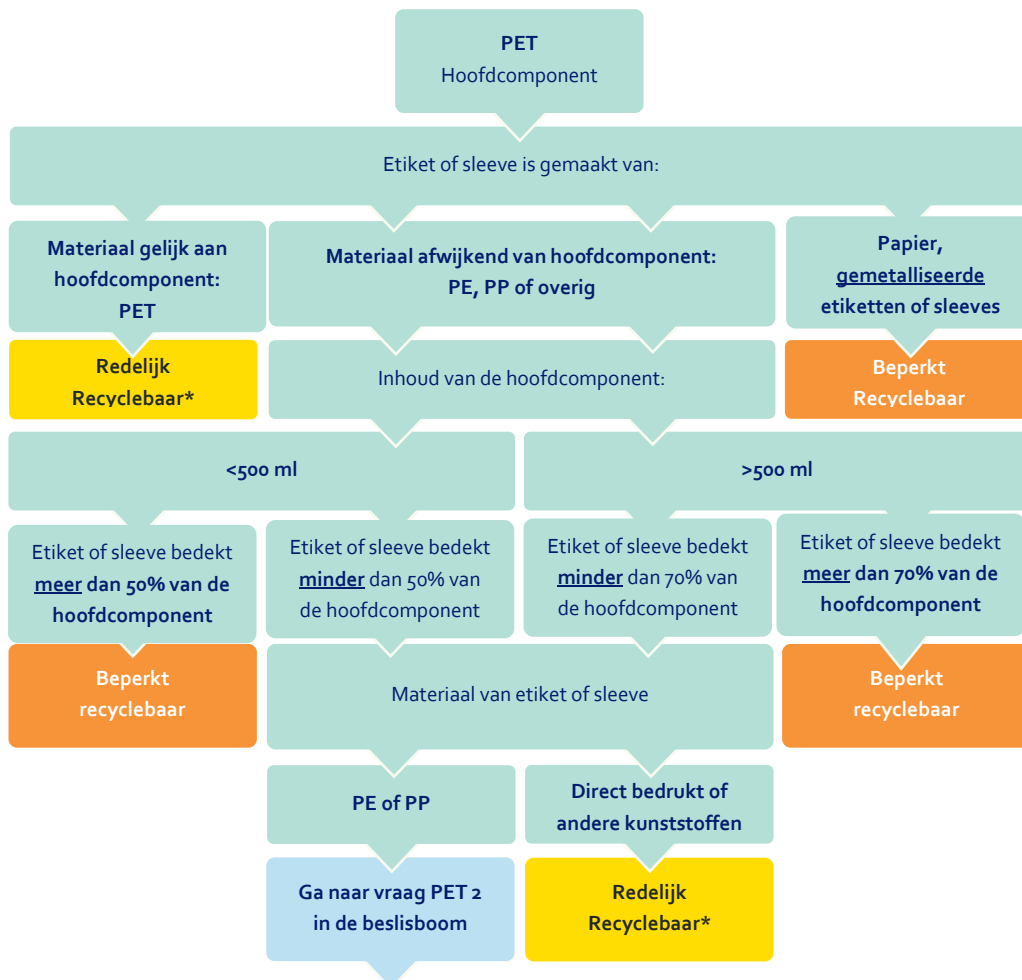 PET
Hoofdcomponent
Etiket of sleeve is gemaakt van:
Materiaal gelijk aan
hoofdcomponent:
PET
Materiaal afwijkend van hoofdcomponent:
PE, PP of overig
Papier,
gemetalliseerde
etiketten of sleeves
Redelijk
Recyclebaar*
Inhoud van de hoofdcomponent:
Beperkt
Recyclebaar
<500 ml
>500 ml
Etiket of sleeve bedekt
meer dan 50% van de
hoofdcomponent
Etiket of sleeve bedekt
minder dan 50% van
de hoofdcomponent
Etiket of sleeve bedekt
minder dan 70% van
de hoofdcomponent
Etiket of sleeve bedekt
meer dan 70% van de
hoofdcomponent
Beperkt
recyclebaar
Materiaal van etiket of sleeve
Beperkt
recyclebaar
PE of PP
Direct bedrukt of
andere kunststoffen
Ga naar vraag PET 2
in de beslisboom
Redelijk
Recyclebaar*